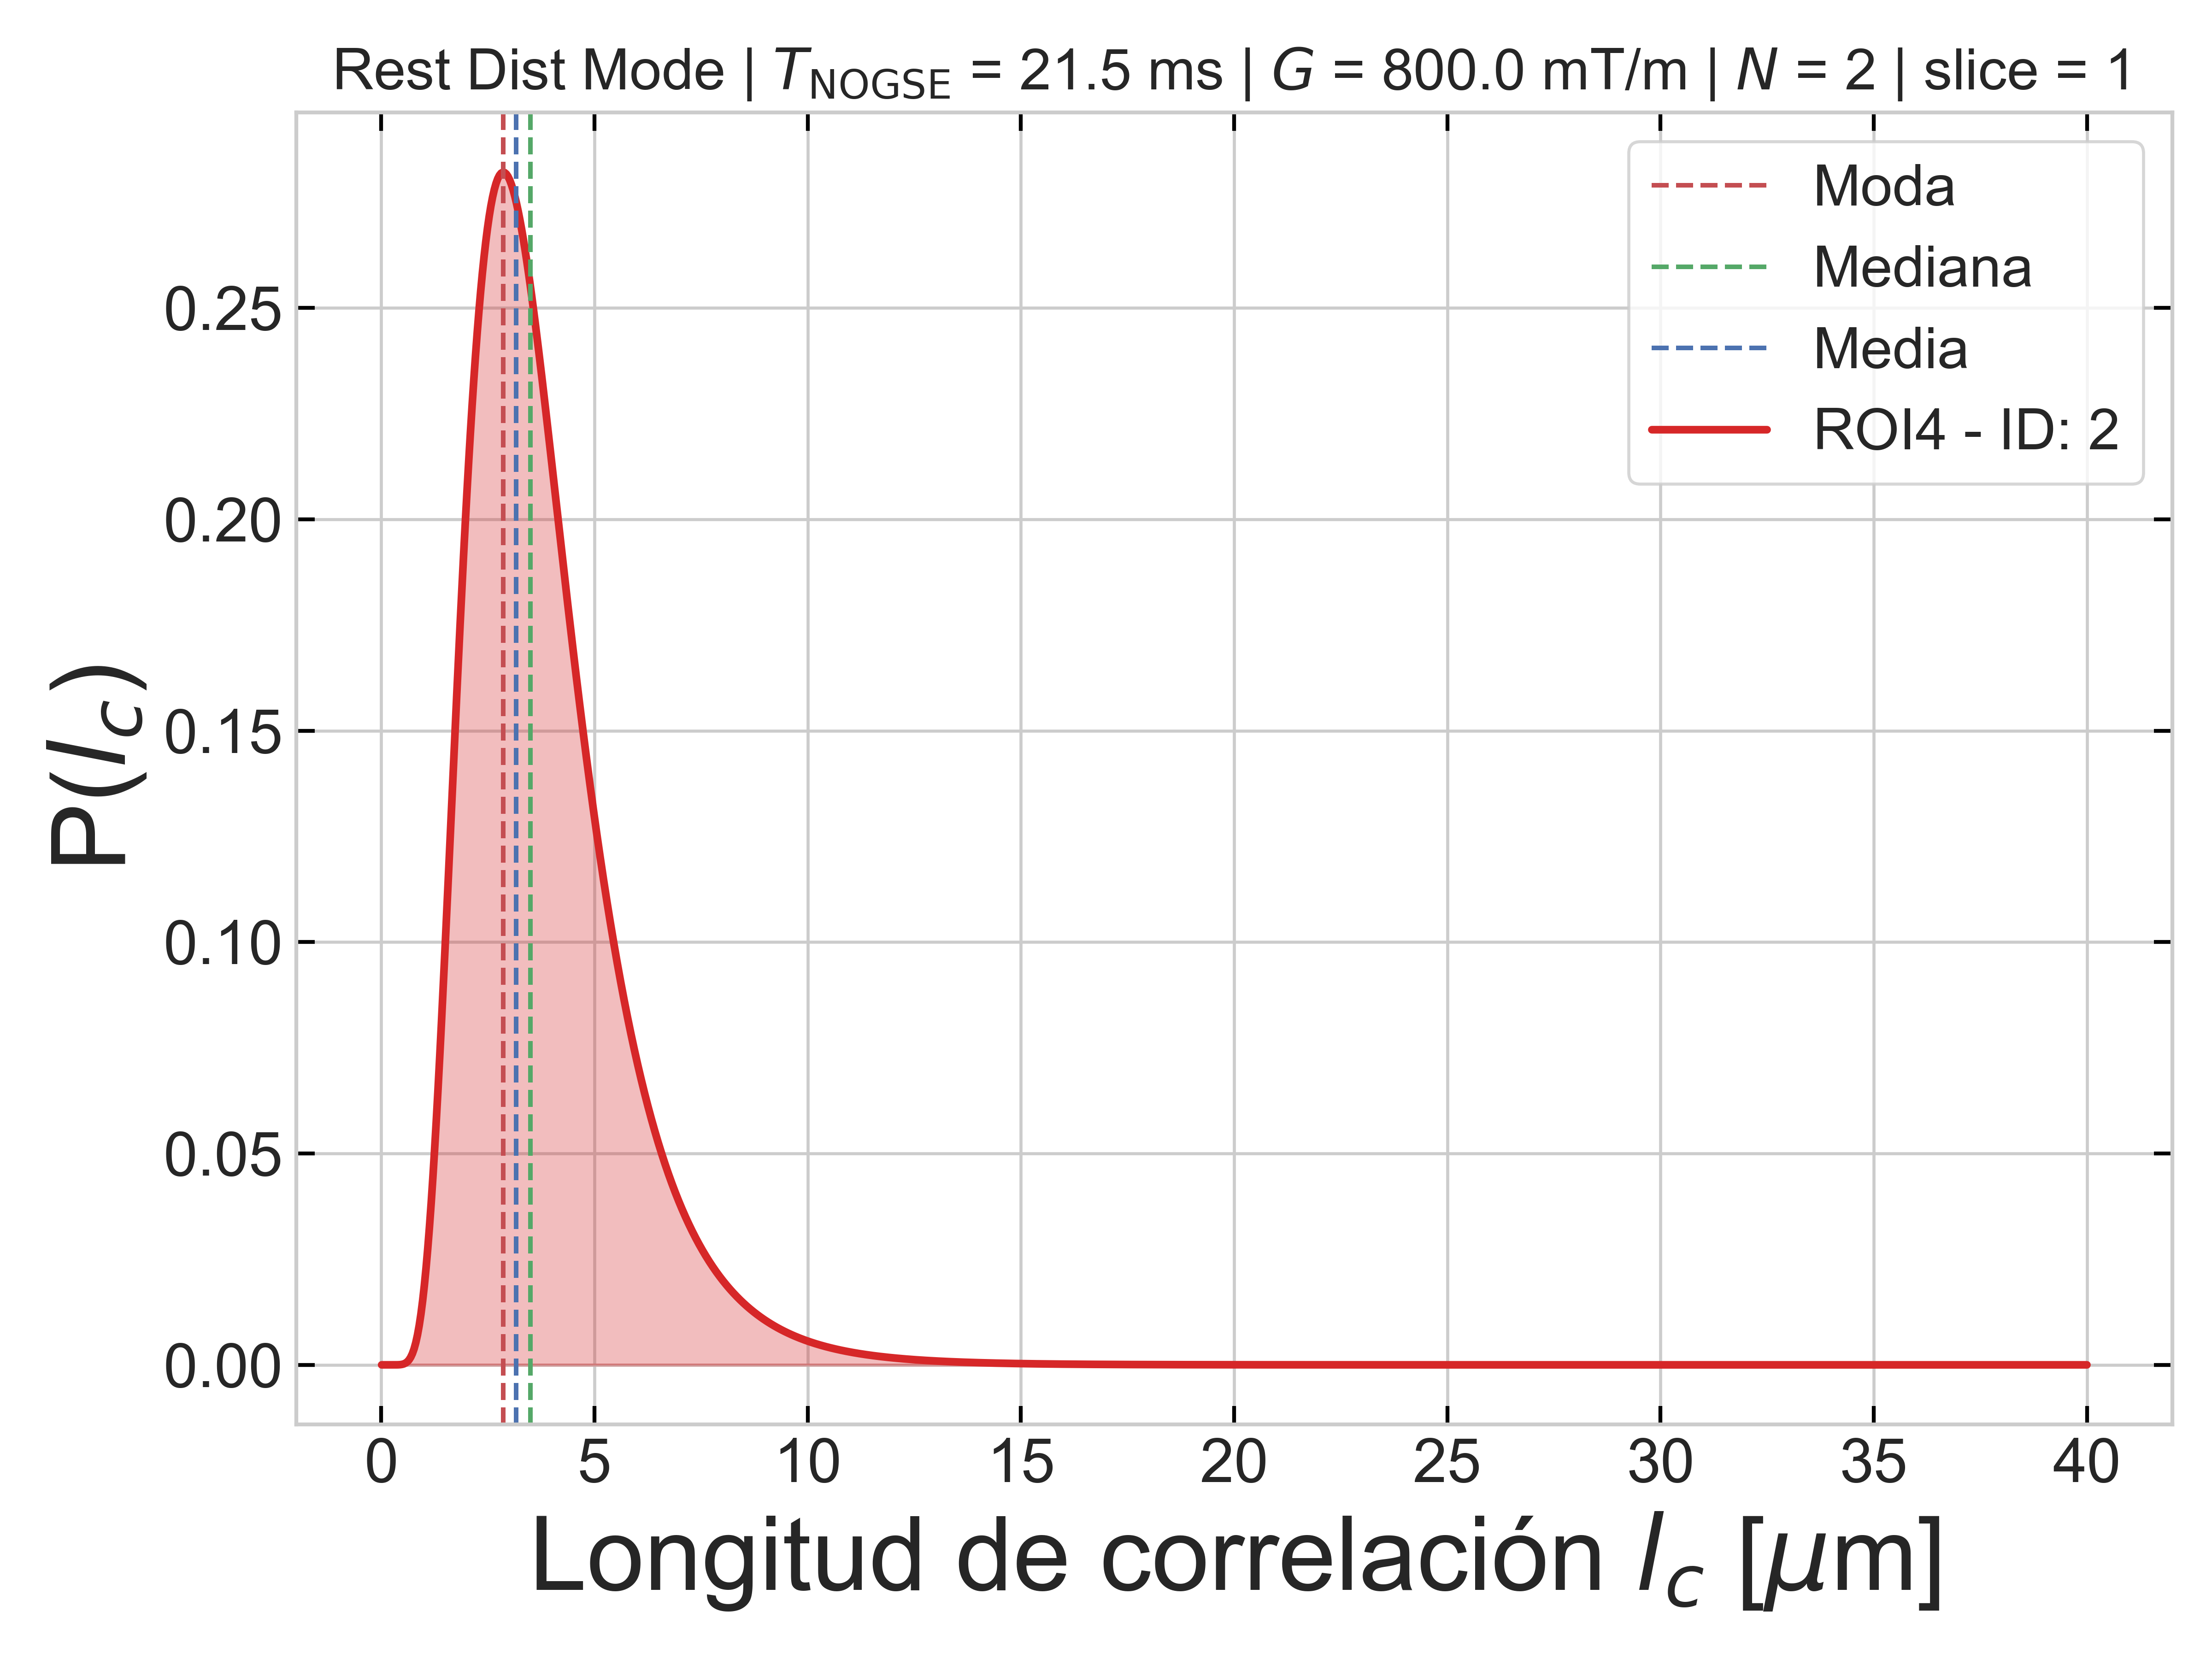 Rest Dist Mode | T_NOGSE = 21.5 ms | G = 800.0 mT/m | N = 2 | slice = 1
Moda
Mediana
Media
ROI4 - ID: 2
P(l_c)
0.25
0.20
0.15
0.10
0.05
0.00
0 5 10 15 20 25 30 35 40
Longitud de correlación l_c [μm]